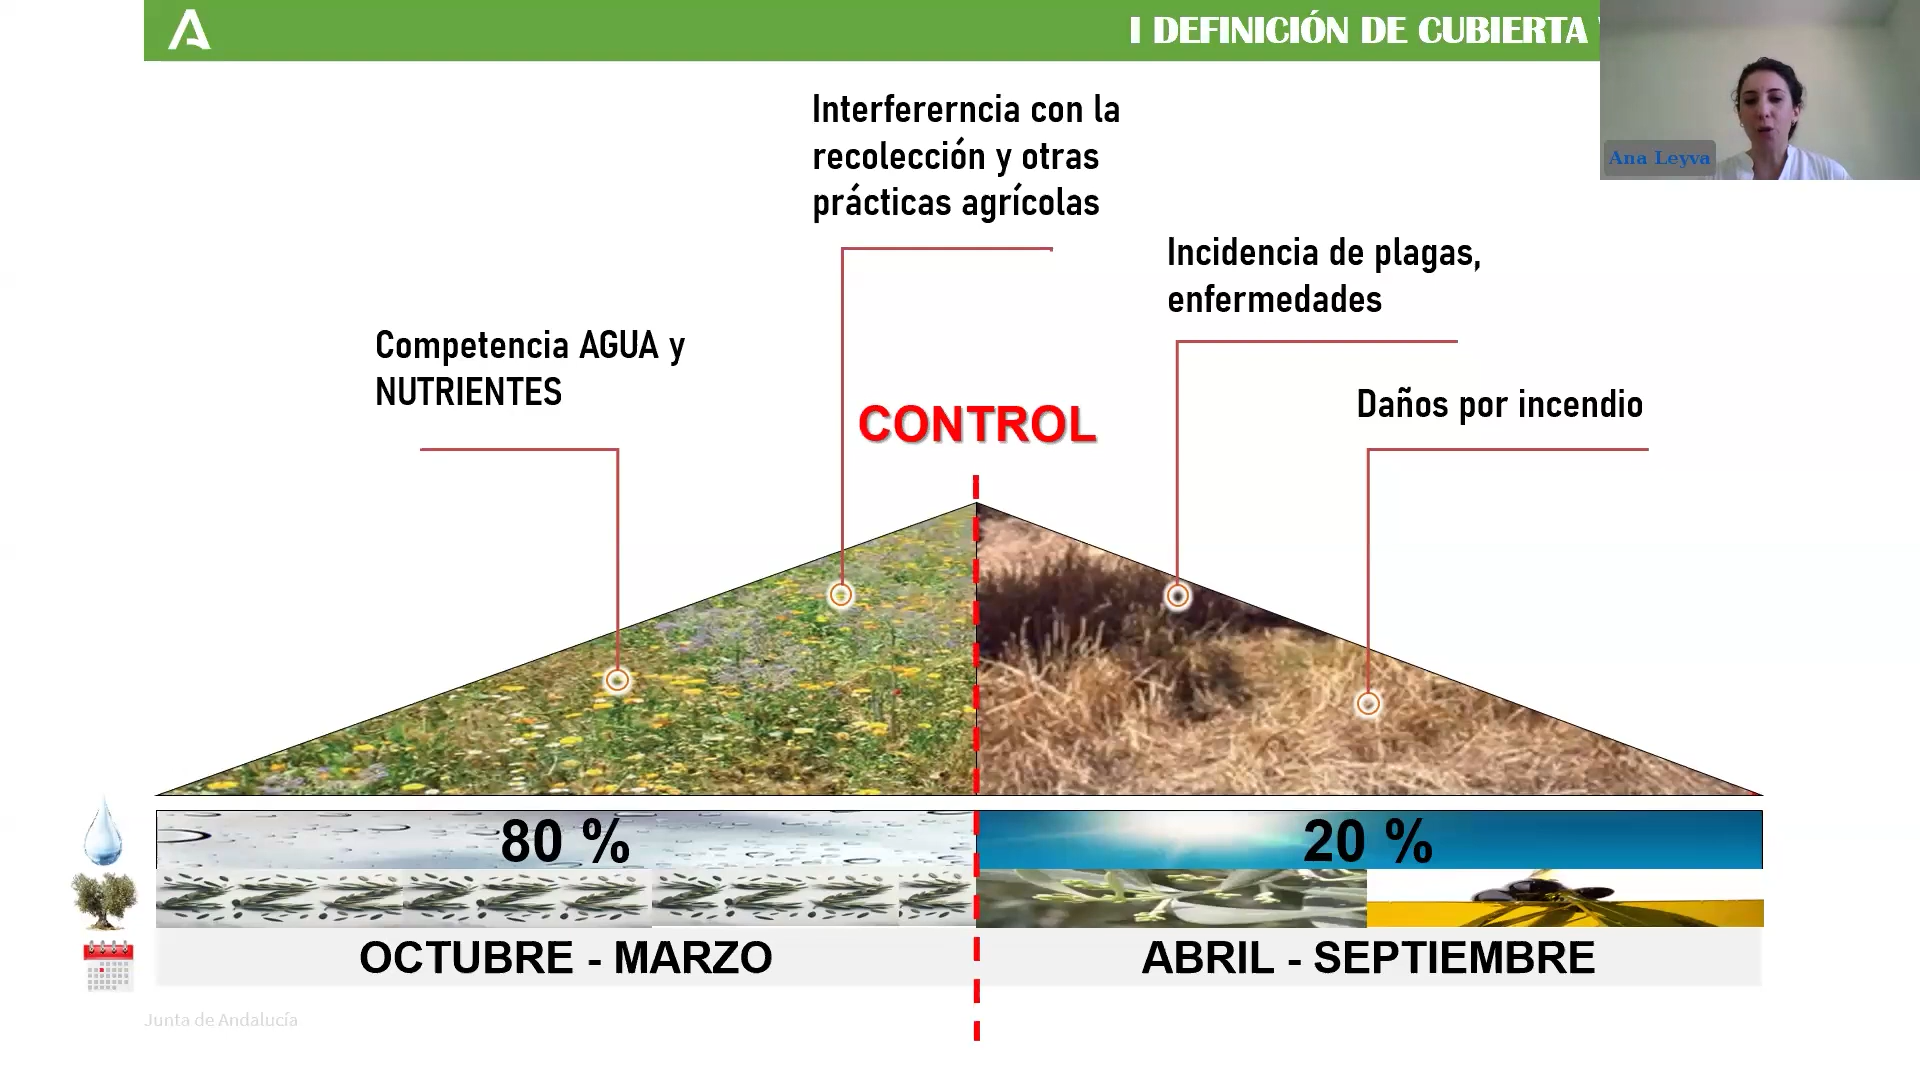 I DEFINICIÓN DE CUBIERTA
Ana Leyva
Interfererncia con la
recolección y otras
prácticas agrícolas
Incidencia de plagas,
enfermedades
Competencia AGUA y
NUTRIENTES
Daños por incendio
CONTROL
80 %
20 %
OCTUBRE - MARZO
ABRIL - SEPTIEMBRE
Junta de Andalucía